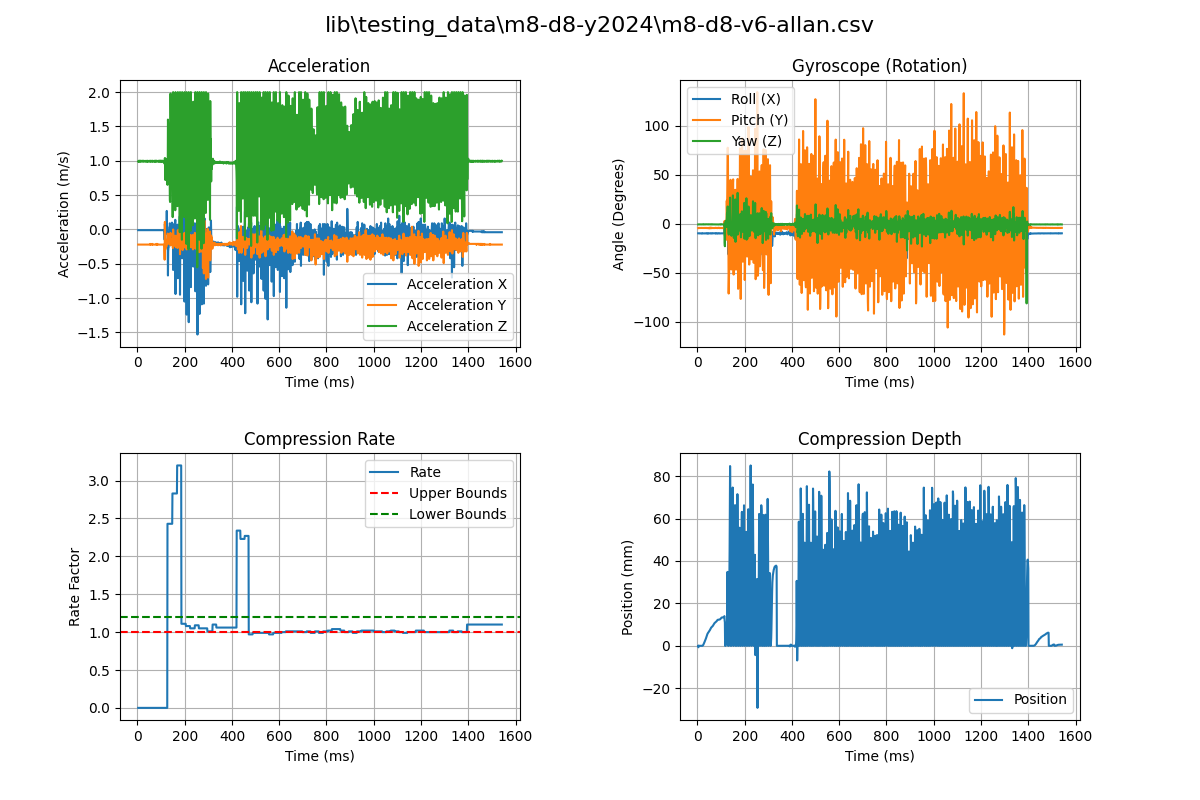 lib\testing_data\m8-d8-y2024\m8-d8-v6-allan.csv
Acceleration
Acceleration (m/s)
2.0
1.5
1.0
0.5
0.0
−0.5
−1.0
−1.5
Acceleration X
Acceleration Y
Acceleration Z
0 200 400 600 800 1000 1200 1400 1600
Time (ms)
Gyroscope (Rotation)
Angle (Degrees)
100
50
0
−50
−100
Roll (X)
Pitch (Y)
Yaw (Z)
0 200 400 600 800 1000 1200 1400 1600
Time (ms)
Compression Rate
Rate Factor
3.0
2.5
2.0
1.5
1.0
0.5
0.0
Rate
Upper Bounds
Lower Bounds
0 200 400 600 800 1000 1200 1400 1600
Time (ms)
Compression Depth
Position (mm)
80
60
40
20
0
−20
Position
0 200 400 600 800 1000 1200 1400 1600
Time (ms)